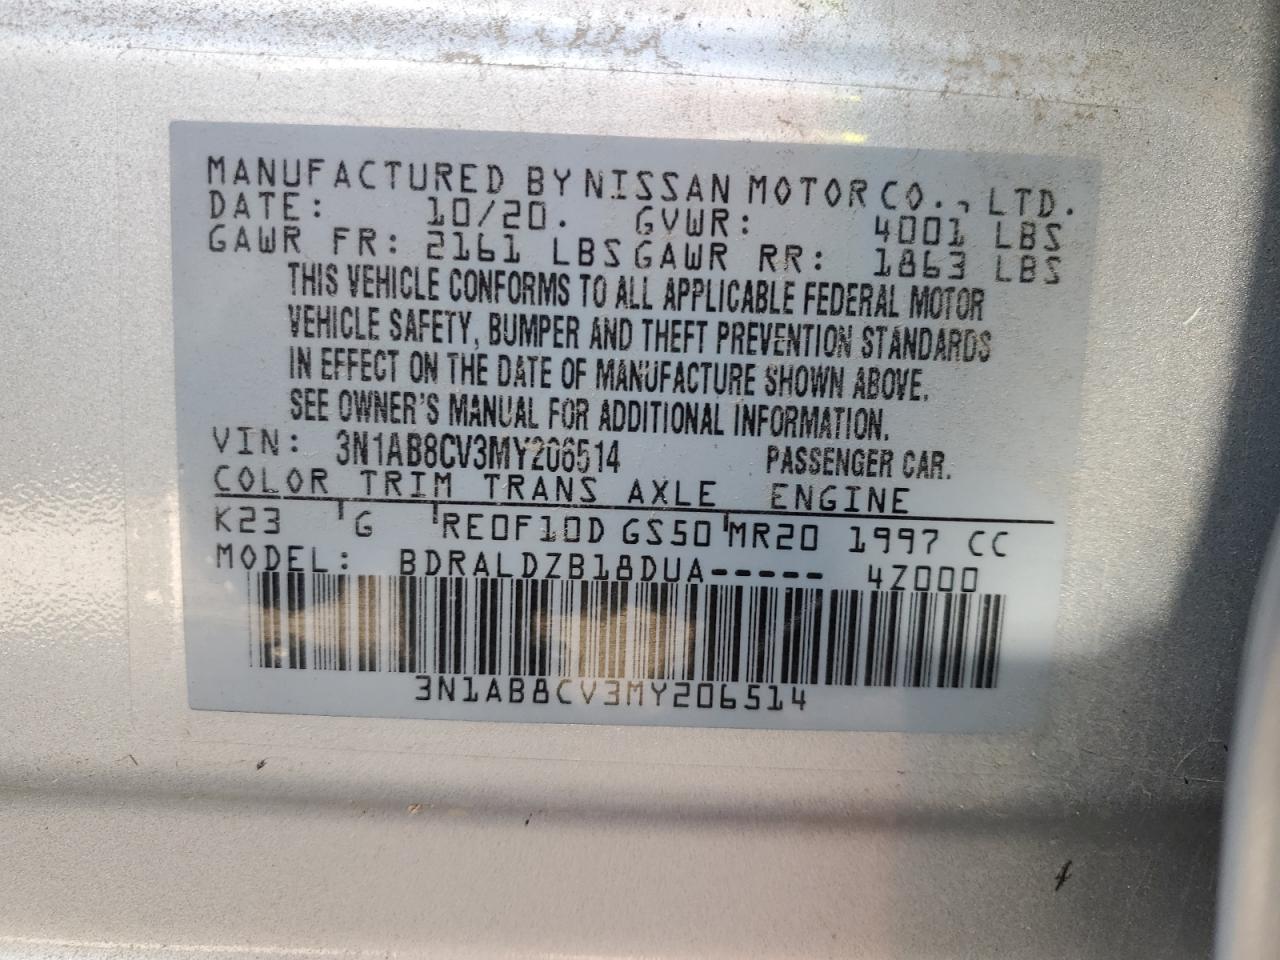 MANUFACTURED BY NISSAN MOTOR CO., LTD.
DATE: 10/20. GVWR: 4001 LBS
GAWR FR: 2161 LBS GAWR RR: 1863 LBS
THIS VEHICLE CONFORMS TO ALL APPLICABLE FEDERAL MOTOR
VEHICLE SAFETY, BUMPER AND THEFT PREVENTION STANDARDS
IN EFFECT ON THE DATE OF MANUFACTURE SHOWN ABOVE.
SEE OWNER'S MANUAL FOR ADDITIONAL INFORMATION.
VIN: 3N1AB8CV3MY206514 PASSENGER CAR.
COLOR TRIM TRANS AXLE ENGINE
K23 G RE0F10D GS50 MR20 1997 CC
MODEL: BDRALDZB18DUA----- 4Z000
3N1AB8CV3MY206514